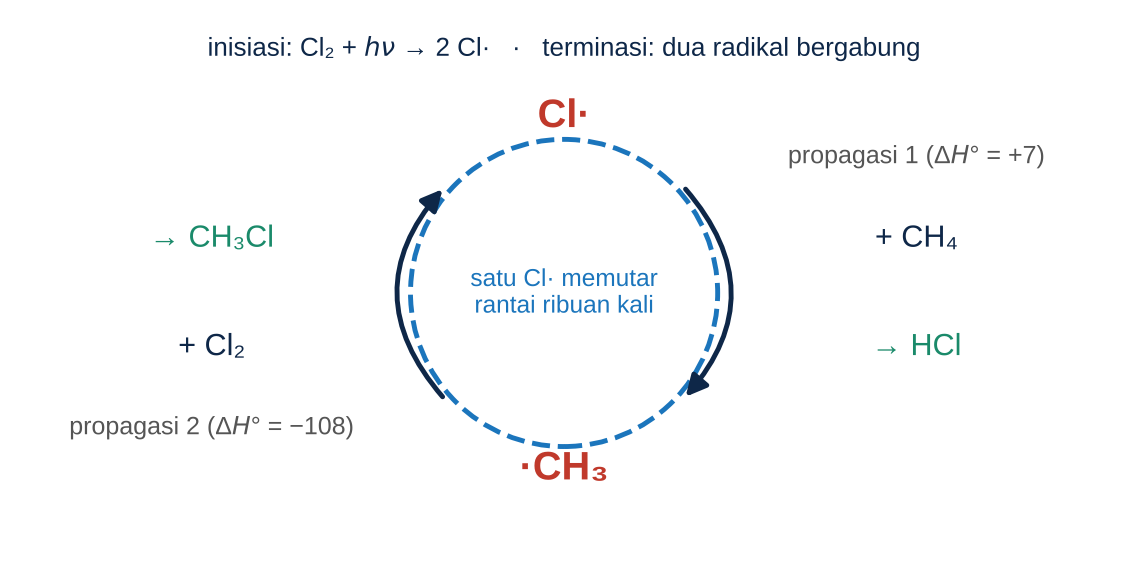 inisiasi: Cl₂ + hν → 2 Cl· · terminasi: dua radikal bergabung
Cl·
propagasi 1 (ΔH° = +7)
→ CH₃Cl
+ CH₄
satu Cl· memutar
rantai ribuan kali
+ Cl₂
→ HCl
propagasi 2 (ΔH° = −108)
·CH₃